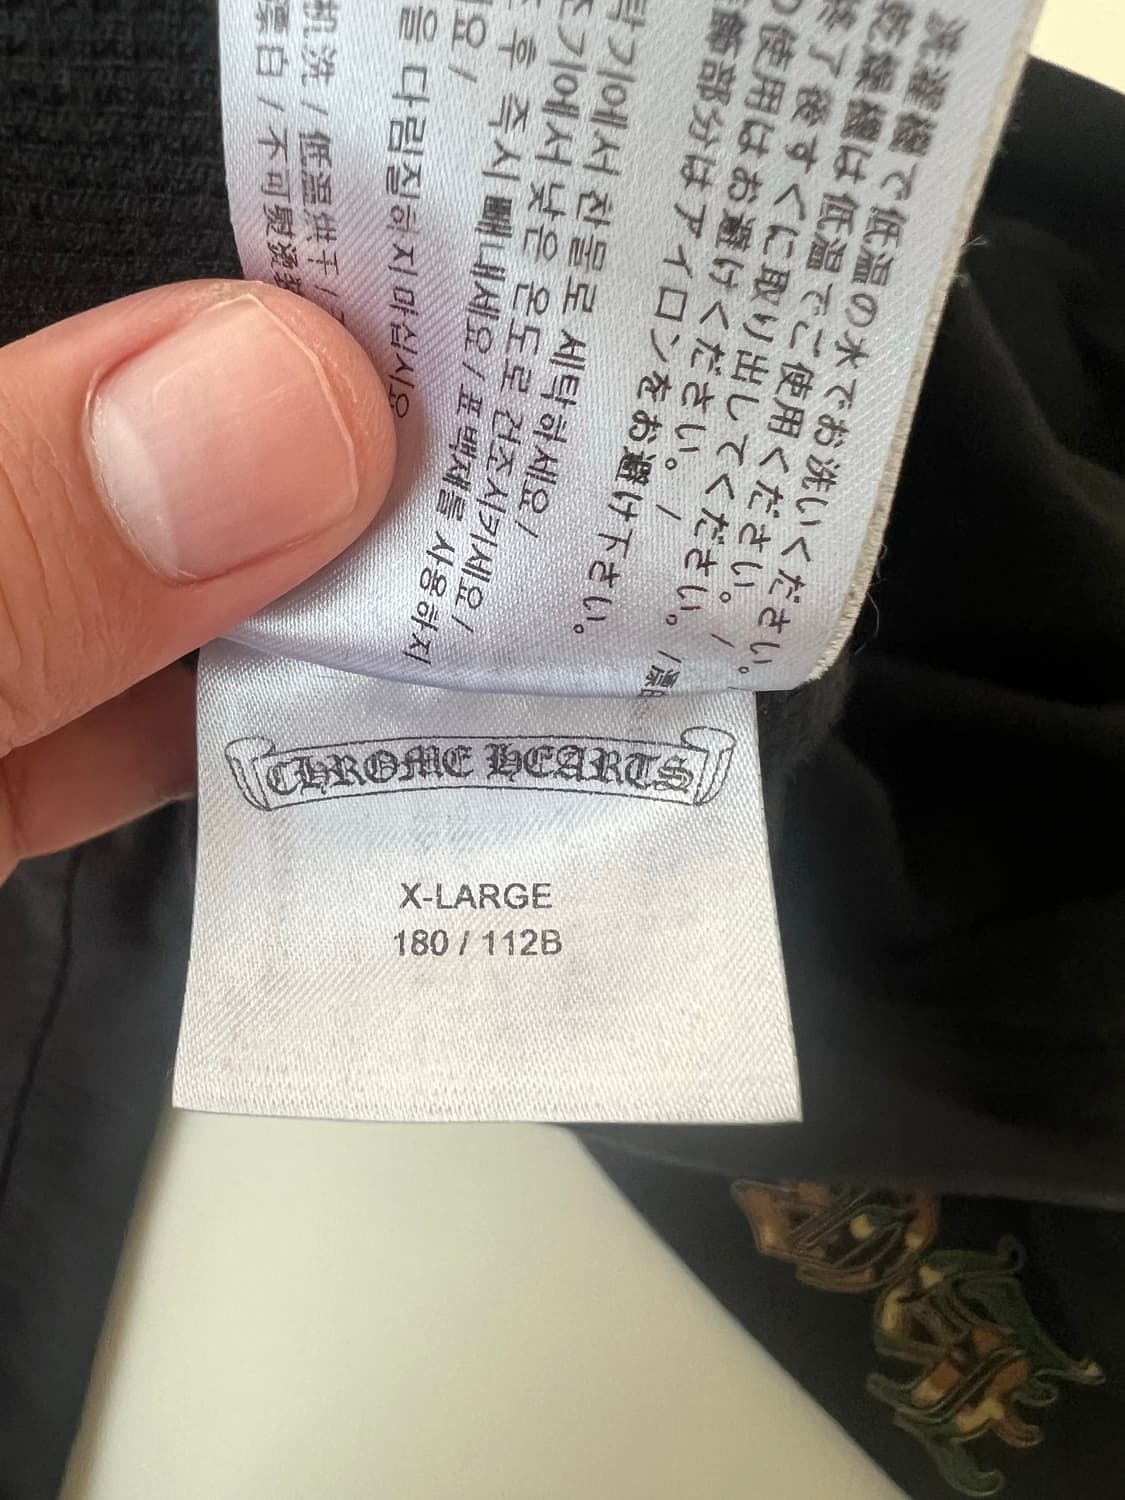 洗濯機で低温の水でお洗いください。
乾燥機は低温でご使用ください。/
終了後すぐに取り出してください。/
の使用はお避けください。/
飾部分はアイロンをお避け下さい。
탁기에서 찬물로 세탁하세요/
조기에서 낮은 온도로 건조시키세요/
후 즉시 빼내세요/표백제를 사용하지
요/
을 다림질하지 마십시오
机洗/低温烘干/
漂白/不可熨烫
CHROME HEARTS
X-LARGE
180 / 112B